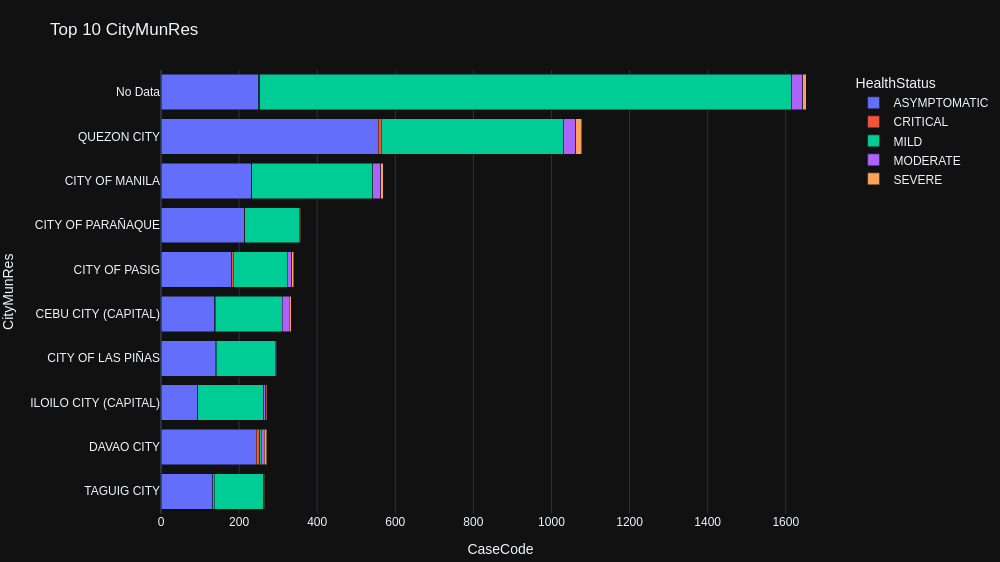 Top 10 CityMunRes
HealthStatus
ASYMPTOMATIC
CRITICAL
MILD
MODERATE
SEVERE
CityMunRes
No Data
QUEZON CITY
CITY OF MANILA
CITY OF PARAÑAQUE
CITY OF PASIG
CEBU CITY (CAPITAL)
CITY OF LAS PIÑAS
ILOILO CITY (CAPITAL)
DAVAO CITY
TAGUIG CITY
0 200 400 600 800 1000 1200 1400 1600
CaseCode